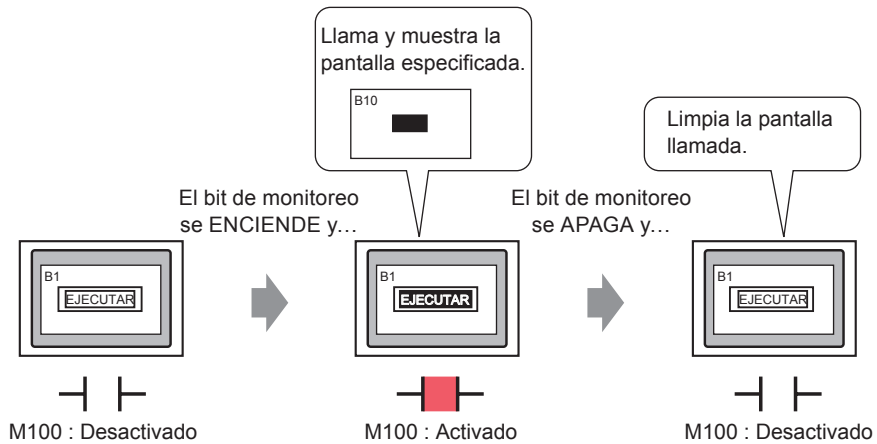 Llama y muestra la
pantalla especificada.
B10
Limpia la pantalla
llamada.
El bit de monitoreo
se ENCIENDE y…
El bit de monitoreo
se APAGA y…
B1
EJECUTAR
B1
EJECUTAR
B1
EJECUTAR
M100 : Desactivado
M100 : Activado
M100 : Desactivado